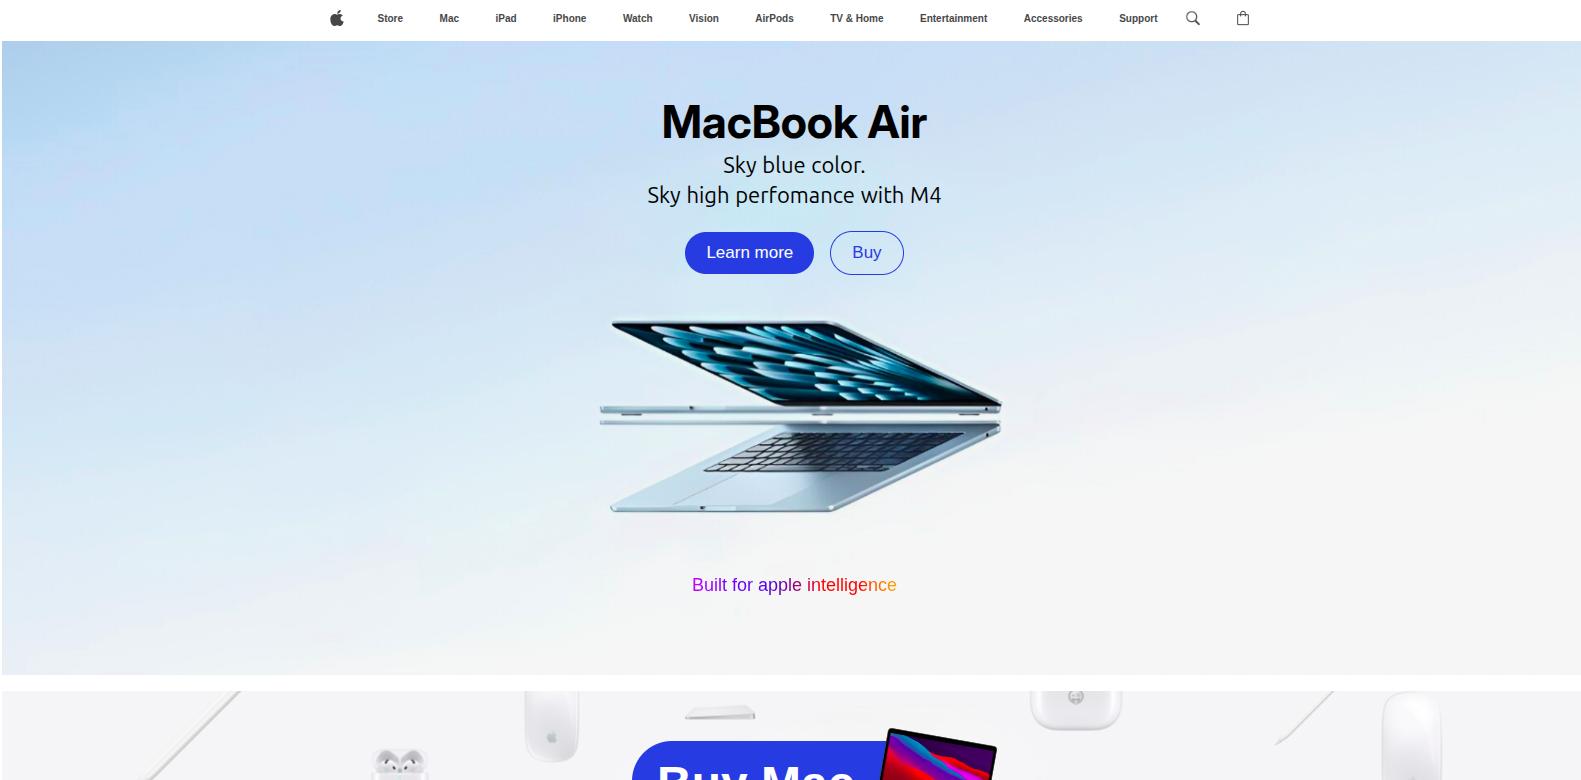 Store Mac iPad iPhone Watch Vision AirPods TV & Home Entertainment Accessories Support
MacBook Air
Sky blue color.
Sky high perfomance with M4
Learn more Buy
Built for apple intelligence
Buy Mac